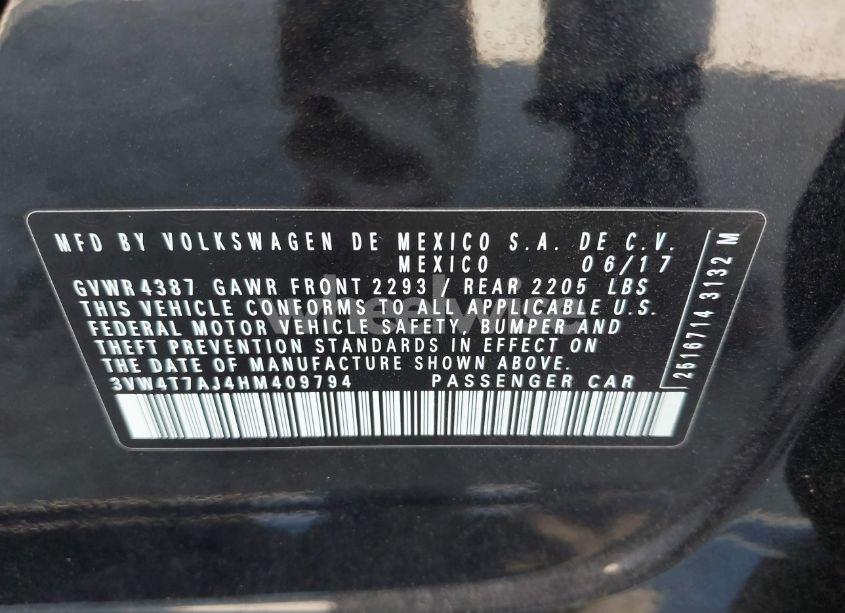 MFD BY VOLKSWAGEN DE MEXICO S.A. DE C.V.
MEXICO 06/17
GVWR 4387 GAWR FRONT 2293 / REAR 2205 LBS
THIS VEHICLE CONFORMS TO ALL APPLICABLE U.S.
FEDERAL MOTOR VEHICLE SAFETY, BUMPER AND
THEFT PREVENTION STANDARDS IN EFFECT ON
THE DATE OF MANUFACTURE SHOWN ABOVE.
3VW4T7AJ4HM409794 PASSENGER CAR
2516714 3132 M